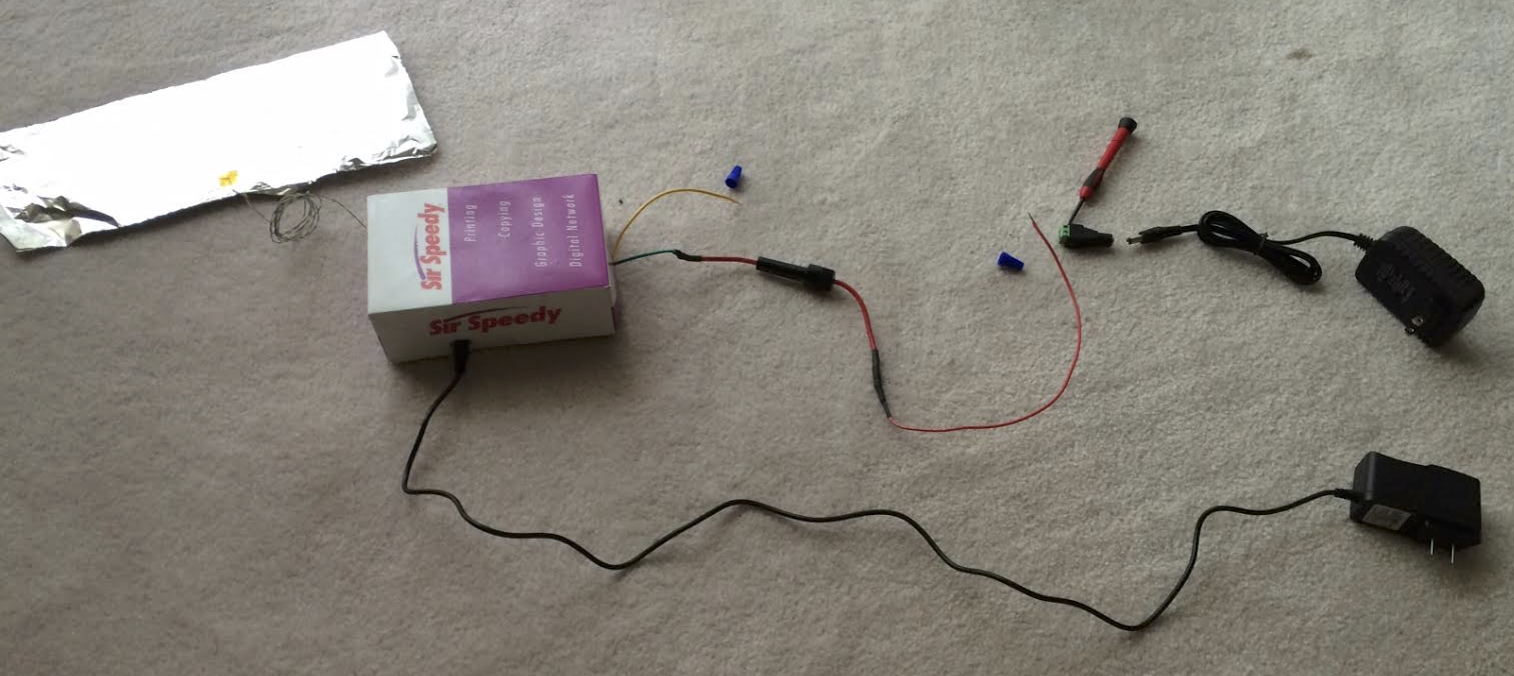 Sir Speedy
Printing
Copying
Graphic Design
Digital Network
Sir Speedy